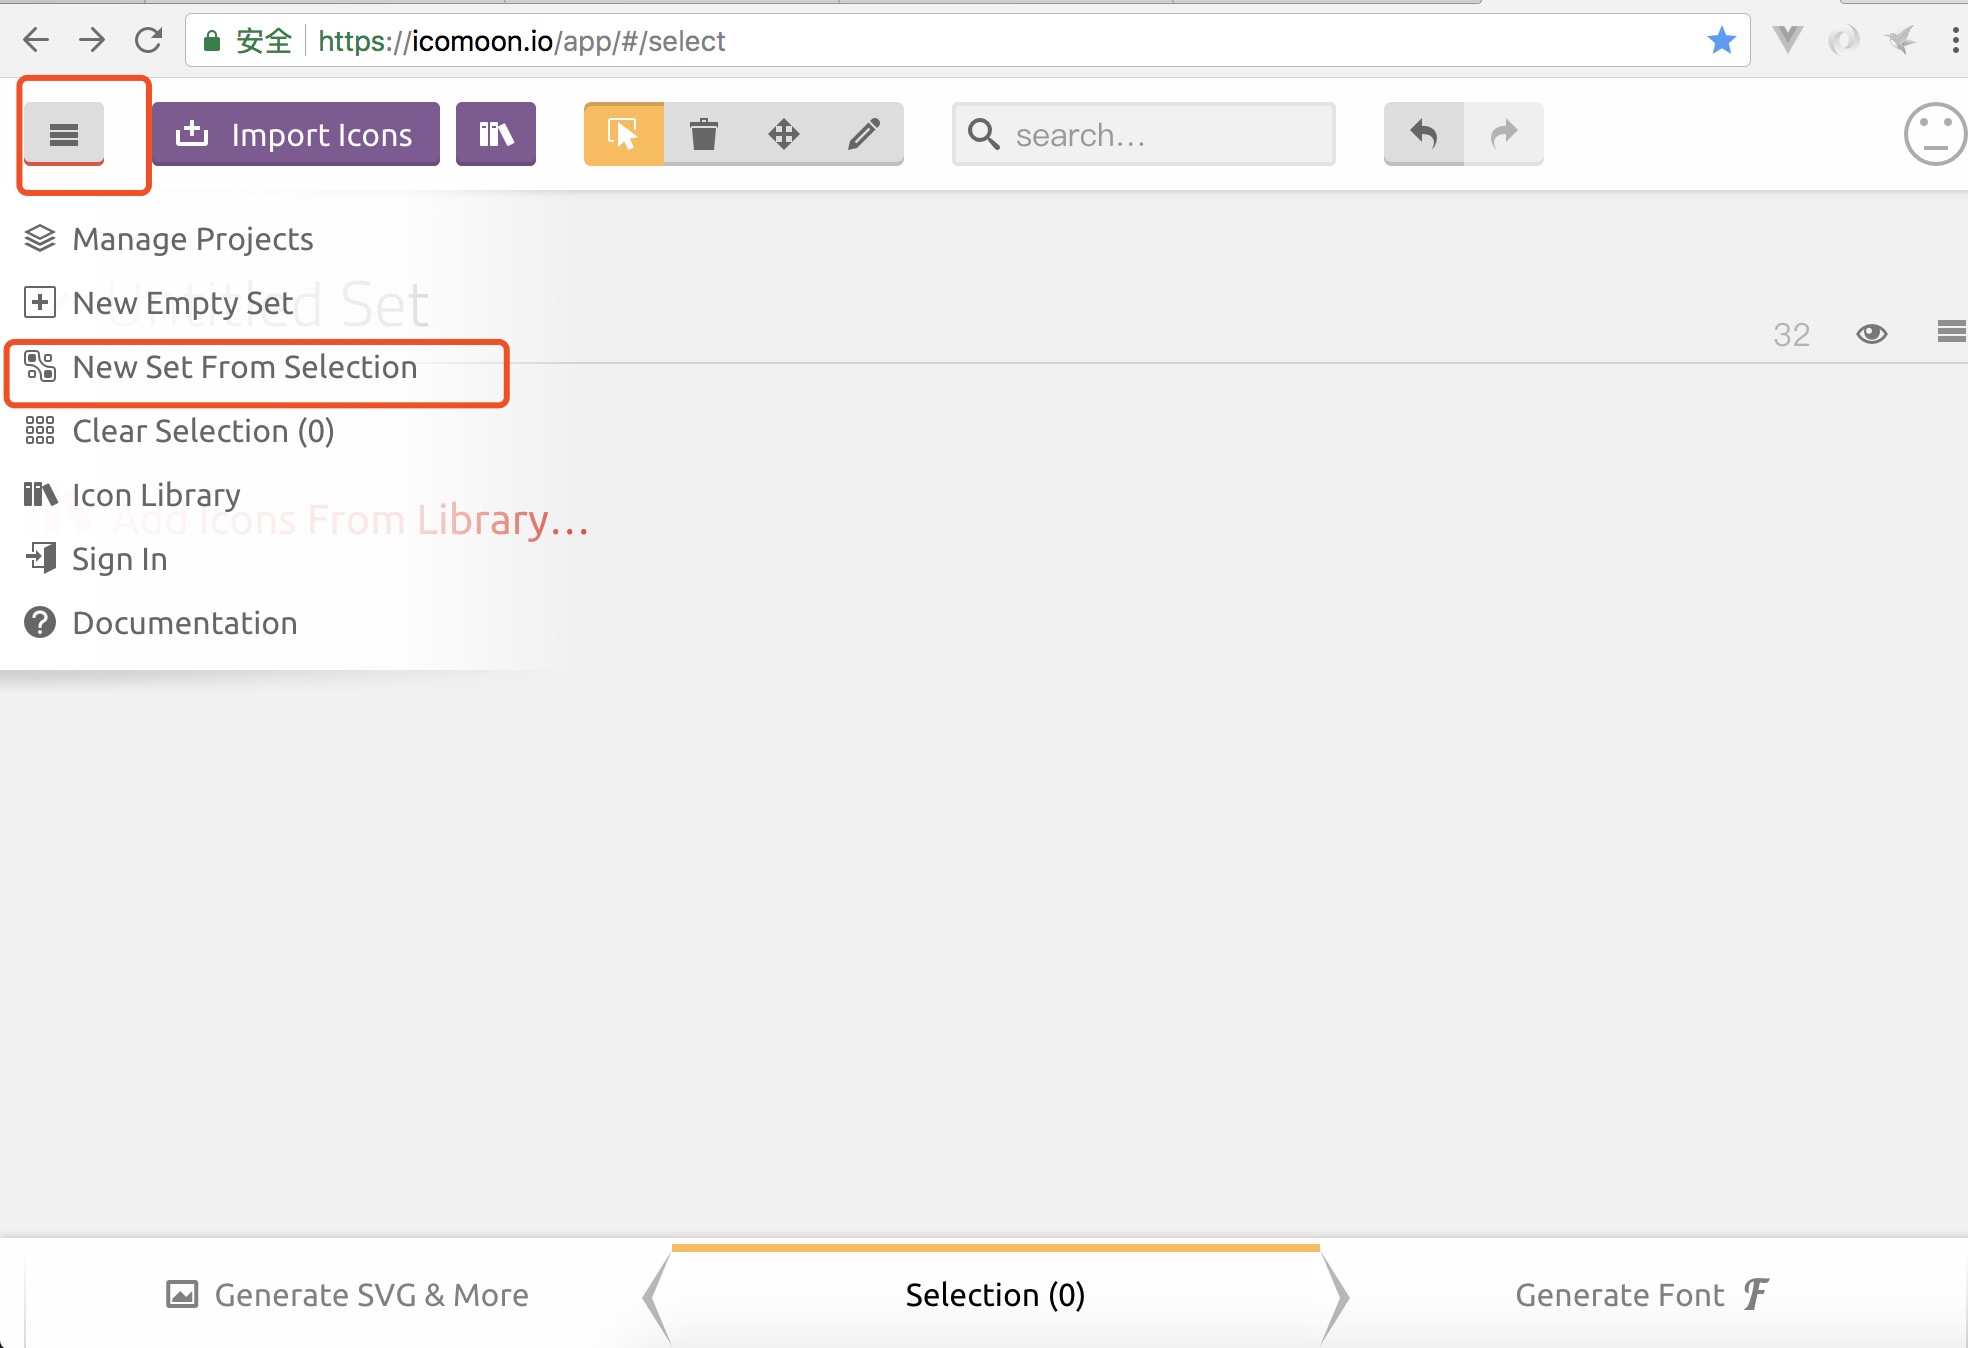 安全 https://icomoon.io/app/#/select
Import Icons
search...
Manage Projects
Untitled Set
New Empty Set
32
New Set From Selection
Clear Selection (0)
Icon Library
Add Icons From Library...
Sign In
Documentation
Generate SVG & More
Selection (0)
Generate Font